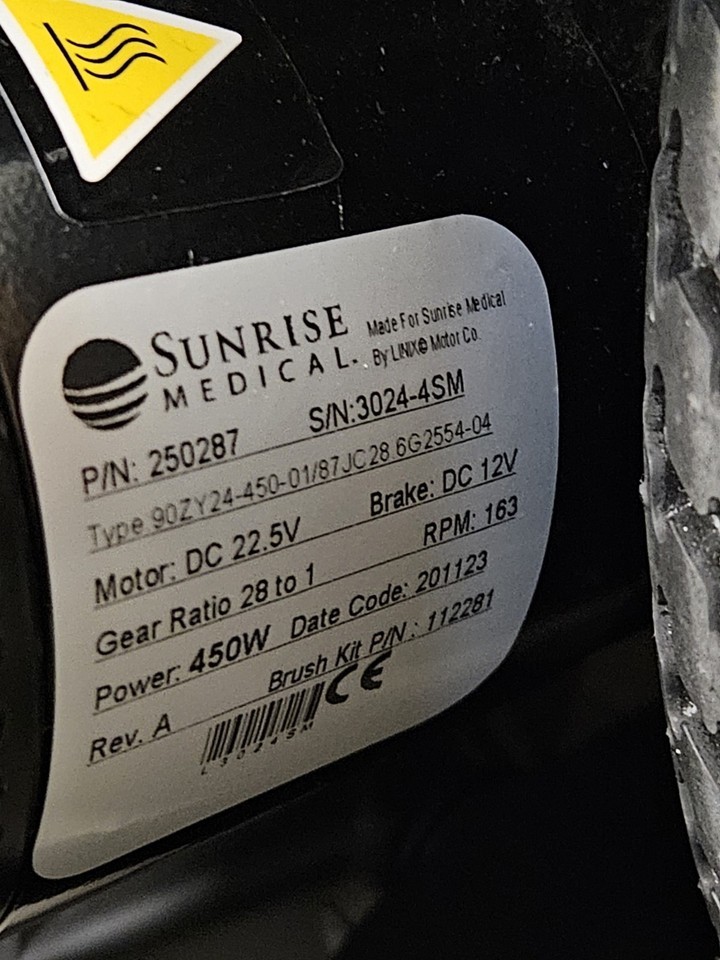 SUNRISE
MEDICAL
Made For Sunrise Medical
By LINIX® Motor Co.
P/N: 250287 S/N:3024-4SM
Type 90ZY24-450-01/87JC28.6G2554-04
Motor: DC 22.5V Brake: DC 12V
Gear Ratio 28 to 1 RPM: 163
Power: 450W Date Code: 201123
Rev. A Brush Kit P/N.: 112281
CE
L3024SM